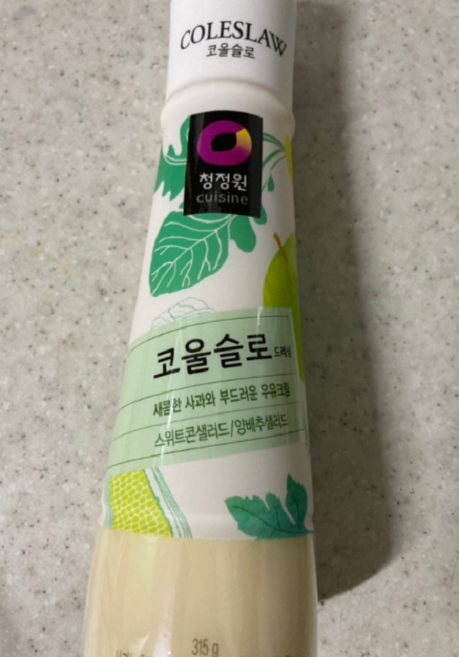 COLESLAW
코울슬로
청정원
cuisine
코울슬로 드레싱
새콤한 사과와 부드러운 우유크림
스위트콘샐러드/양배추샐러드
315 g